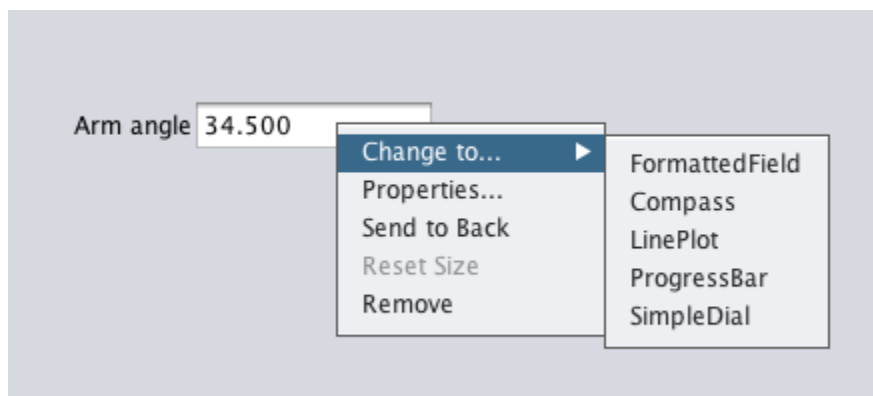 Arm angle 34.500
Change to...
Properties...
Send to Back
Reset Size
Remove
FormattedField
Compass
LinePlot
ProgressBar
SimpleDial